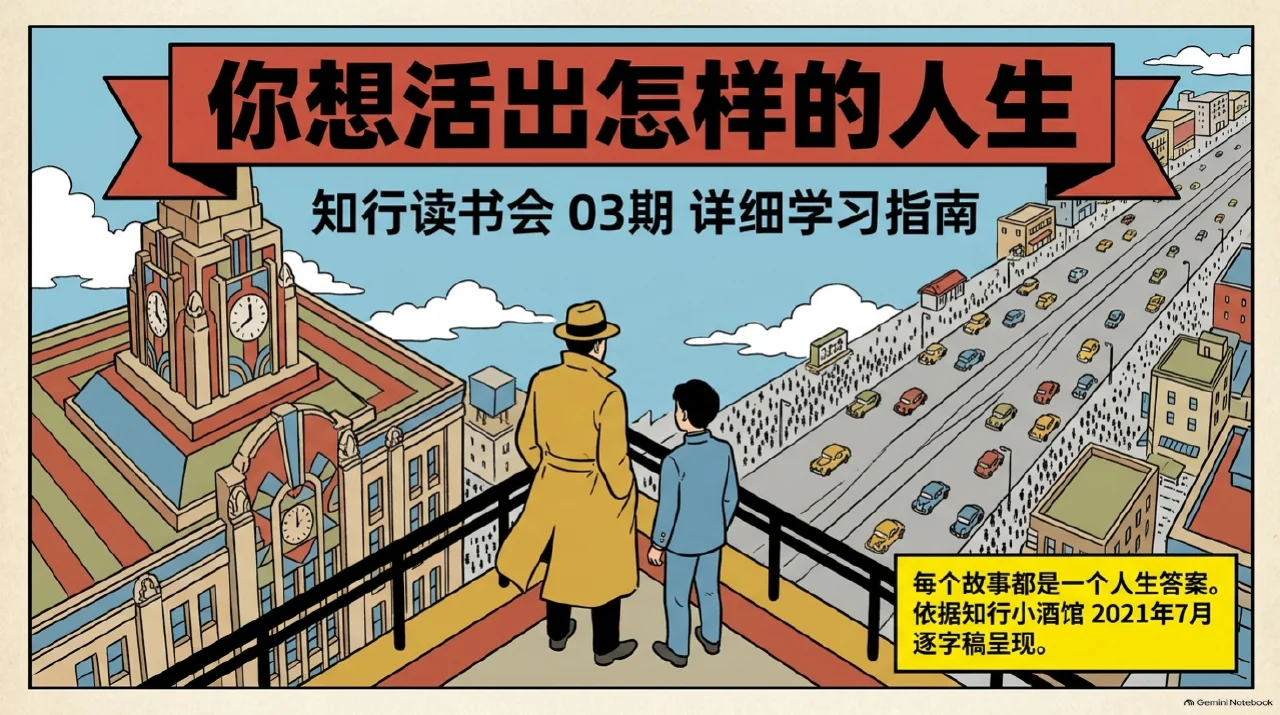 你想活出怎样的人生
知行读书会 03期 详细学习指南
每个故事都是一个人生答案。
依据知行小酒馆 2021年7月
逐字稿呈现。
Gemini Notebook